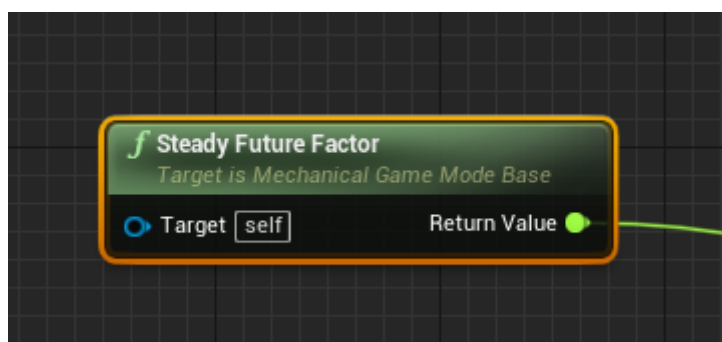 f Steady Future Factor
Target is Mechanical Game Mode Base
Target self Return Value